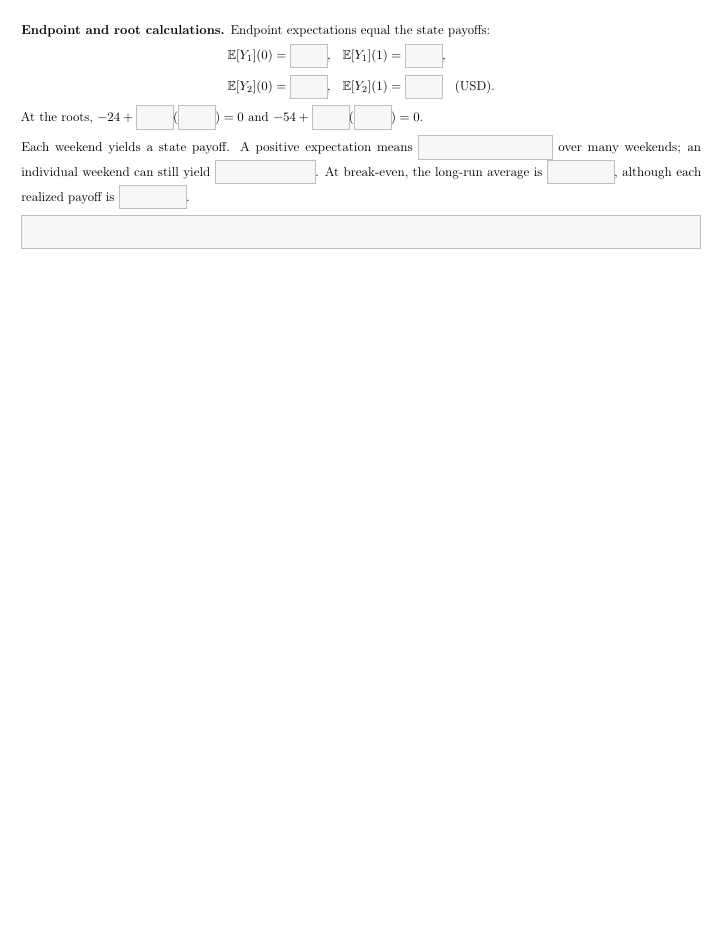 Endpoint and root calculations. Endpoint expectations equal the state payoffs:
𝔼[Y₁](0) = , 𝔼[Y₁](1) = ,
𝔼[Y₂](0) = , 𝔼[Y₂](1) = (USD).
At the roots, −24 + ( ) = 0 and −54 + ( ) = 0.
Each weekend yields a state payoff. A positive expectation means over many weekends; an
individual weekend can still yield . At break-even, the long-run average is , although each
realized payoff is .